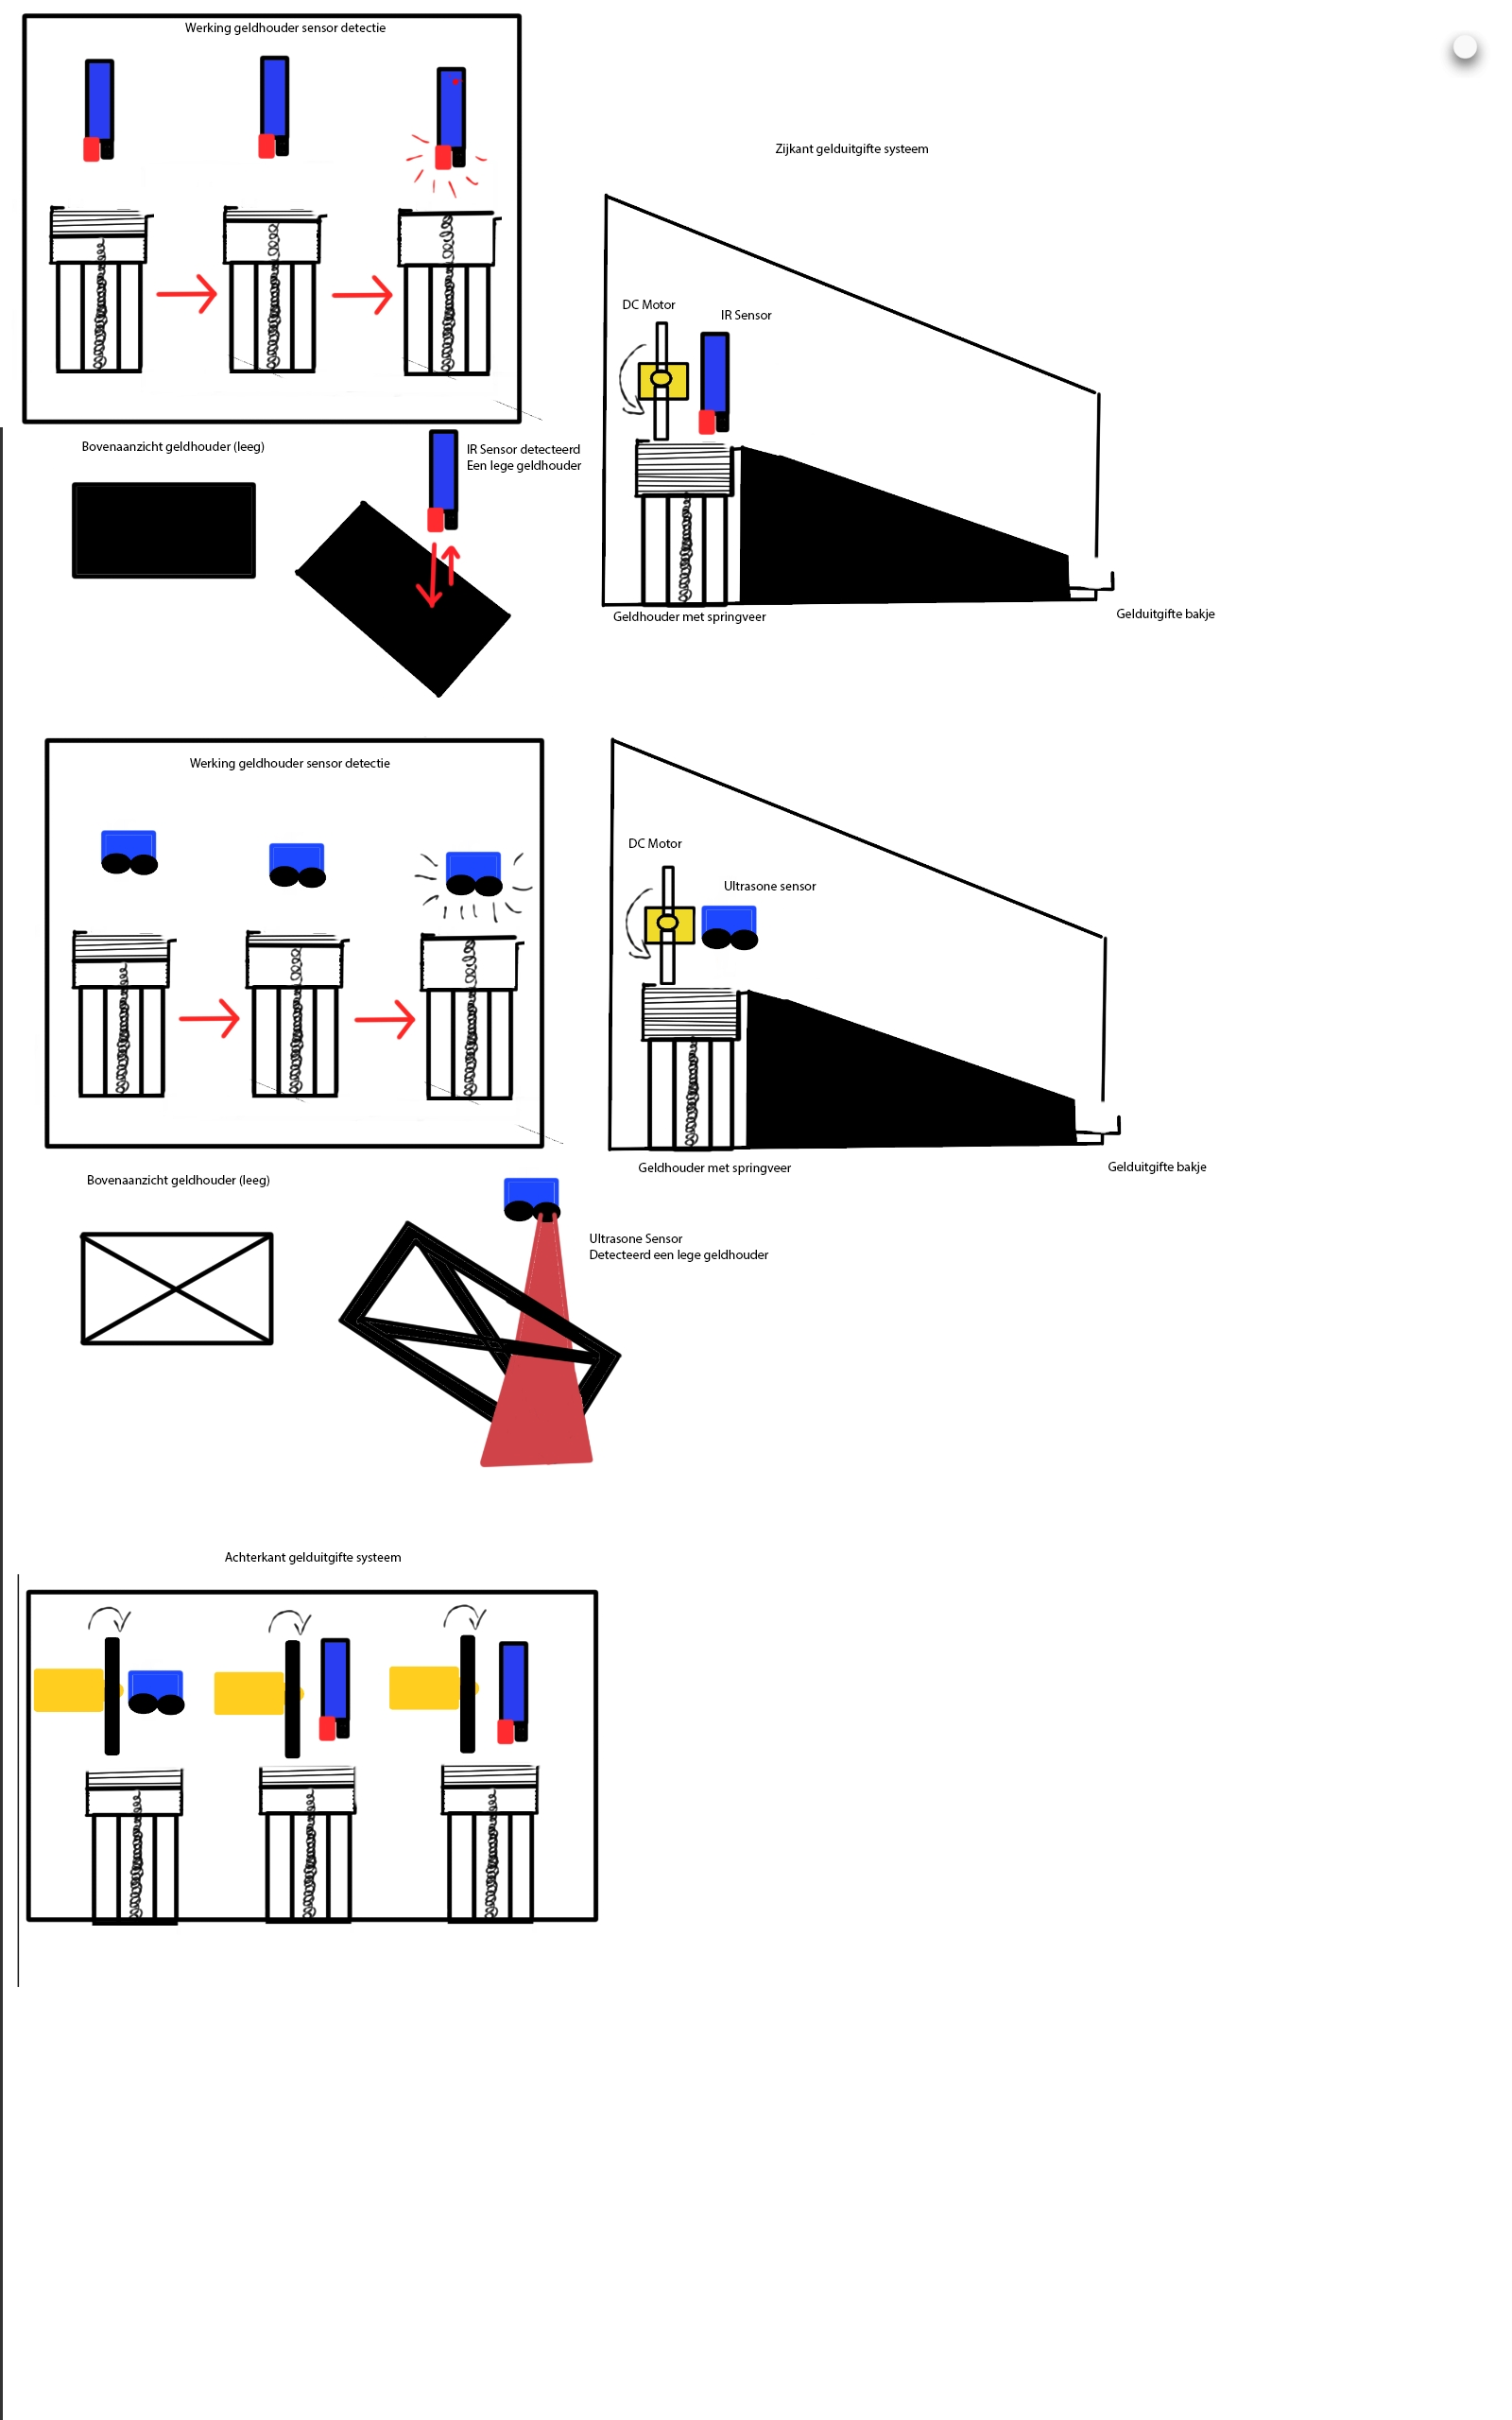 Werking geldhouder sensor detectie
Zijkant gelduitgifte systeem
DC Motor
IR Sensor
Bovenaanzicht geldhouder (leeg)
IR Sensor detecteerd
Een lege geldhouder
Geldhouder met springveer
Gelduitgifte bakje
Werking geldhouder sensor detectie
DC Motor
Ultrasone sensor
Geldhouder met springveer
Gelduitgifte bakje
Bovenaanzicht geldhouder (leeg)
Ultrasone Sensor
Detecteerd een lege geldhouder
Achterkant gelduitgifte systeem